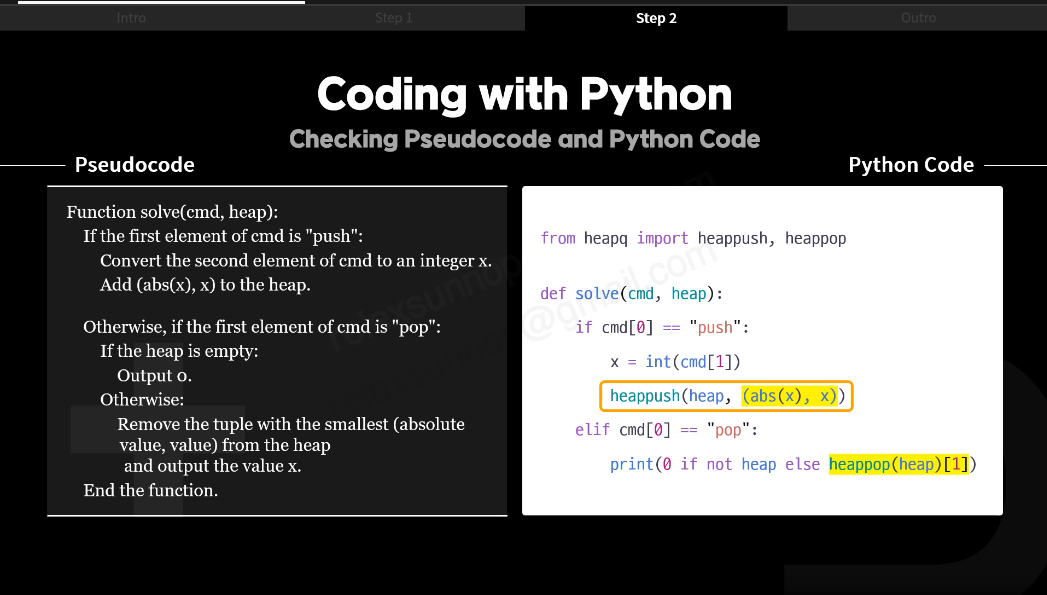 Intro
Step 1
Step 2
Outro
Coding with Python
Checking Pseudocode and Python Code
Pseudocode
Python Code
Function solve(cmd, heap):
If the first element of cmd is "push":
Convert the second element of cmd to an integer x.
Add (abs(x), x) to the heap.
Otherwise, if the first element of cmd is "pop":
If the heap is empty:
Output 0.
Otherwise:
Remove the tuple with the smallest (absolute
value, value) from the heap
and output the value x.
End the function.
from heapq import heappush, heappop
def solve(cmd, heap):
if cmd[0] == "push":
x = int(cmd[1])
heappush(heap, (abs(x), x))
elif cmd[0] == "pop":
print(0 if not heap else heappop(heap)[1])